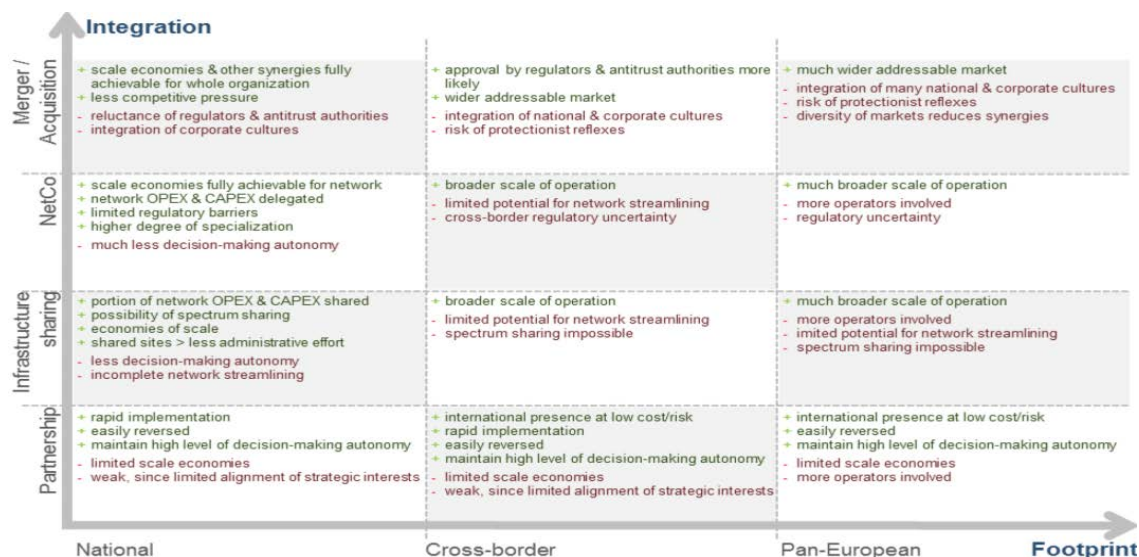 Integration
Merger /
Acquisition
+ scale economies & other synergies fully
achievable for whole organization
+ less competitive pressure
- reluctance of regulators & antitrust authorities
- integration of corporate cultures
+ approval by regulators & antitrust authorities more
likely
+ wider addressable market
- integration of national & corporate cultures
- risk of protectionist reflexes
+ much wider addressable market
- integration of many national & corporate cultures
- risk of protectionist reflexes
- diversity of markets reduces synergies
NetCo
+ scale economies fully achievable for network
+ network OPEX & CAPEX delegated
+ limited regulatory barriers
+ higher degree of specialization
- much less decision-making autonomy
+ broader scale of operation
- limited potential for network streamlining
- cross-border regulatory uncertainty
+ much broader scale of operation
- more operators involved
- regulatory uncertainty
Infrastructure
sharing
+ portion of network OPEX & CAPEX shared
+ possibility of spectrum sharing
+ economies of scale
+ shared sites > less administrative effort
- less decision-making autonomy
- incomplete network streamlining
+ broader scale of operation
- limited potential for network streamlining
- spectrum sharing impossible
+ much broader scale of operation
- more operators involved
- imited potential for network streamlining
- spectrum sharing impossible
Partnership
+ rapid implementation
+ easily reversed
+ maintain high level of decision-making autonomy
- limited scale economies
- weak, since limited alignment of strategic interests
+ international presence at low cost/risk
+ rapid implementation
+ easily reversed
+ maintain high level of decision-making autonomy
- limited scale economies
- weak, since limited alignment of strategic interests
+ international presence at low cost/risk
+ easily reversed
+ maintain high level of decision-making autonomy
- limited scale economies
- more operators involved
National
Cross-border
Pan-European
Footprint